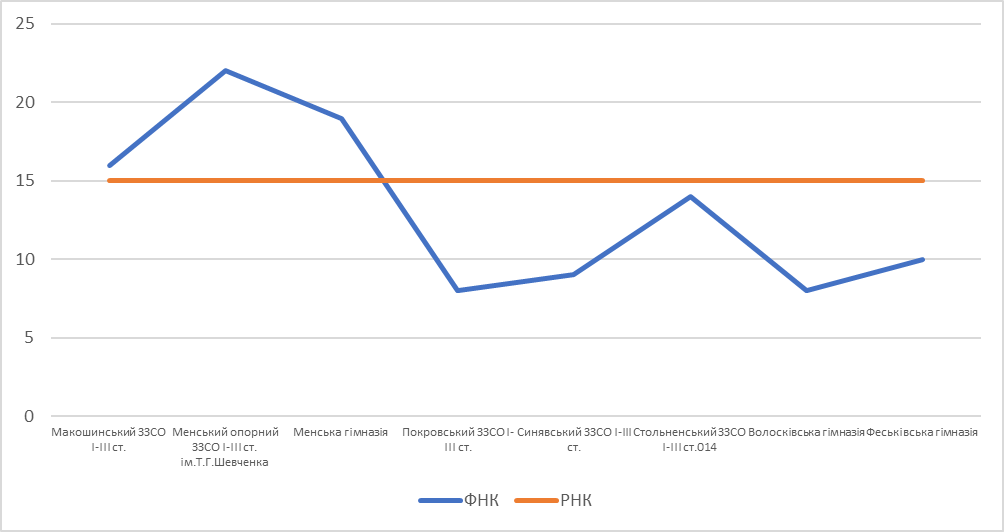 25
20
15
10
5
0
Макошинський ЗЗСО
І-ІІІ ст.
Менський опорний
ЗЗСО І-ІІІ ст.
ім.Т.Г.Шевченка
Менська гімназія
Покровський ЗЗСО І-
ІІІ ст.
Синявський ЗЗСО І-ІІІ
ст.
Стольненський ЗЗСО
І-ІІІ ст.014
Волосківська гімназія
Феськівська гімназія
ФНК
РНК